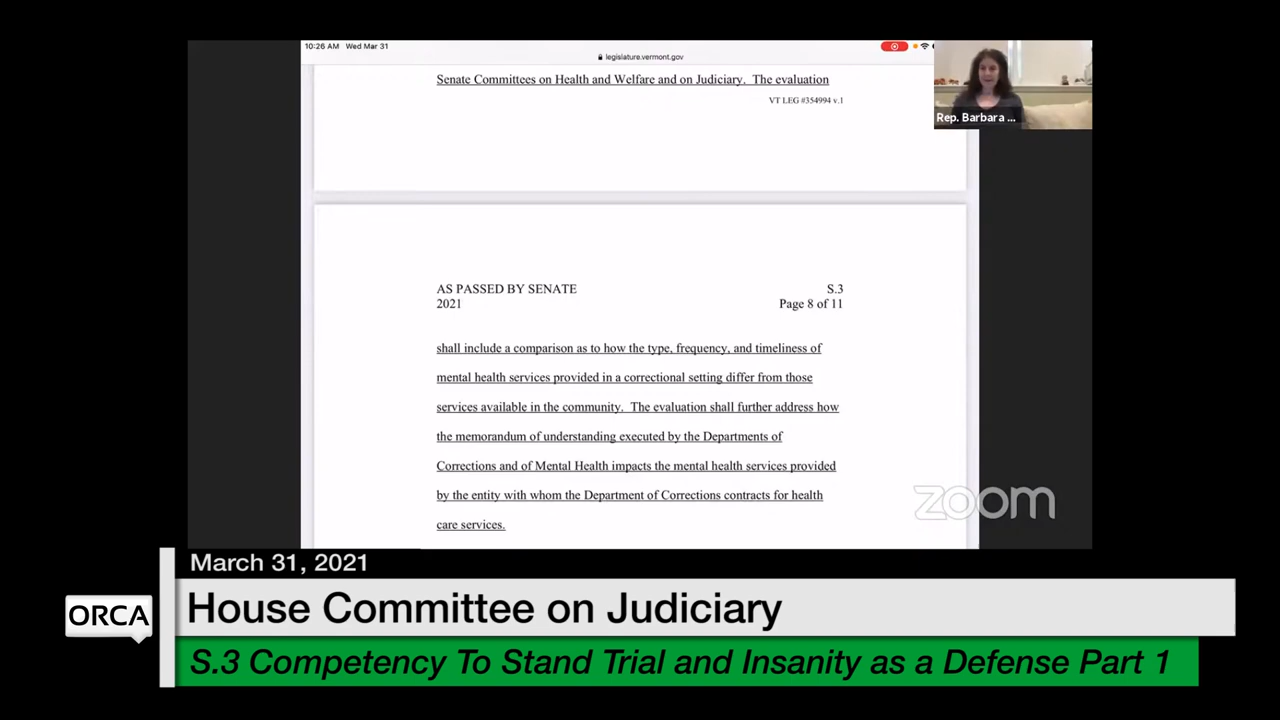 10:26 AM Wed Mar 31
legislature.vermont.gov
Senate Committees on Health and Welfare and on Judiciary. The evaluation
VT LEG #354994 v.1
Rep. Barbara ...
AS PASSED BY SENATE S.3
2021 Page 8 of 11
shall include a comparison as to how the type, frequency, and timeliness of
mental health services provided in a correctional setting differ from those
services available in the community. The evaluation shall further address how
the memorandum of understanding executed by the Departments of
Corrections and of Mental Health impacts the mental health services provided
by the entity with whom the Department of Corrections contracts for health
care services.
zoom
March 31, 2021
ORCA
House Committee on Judiciary
S.3 Competency To Stand Trial and Insanity as a Defense Part 1